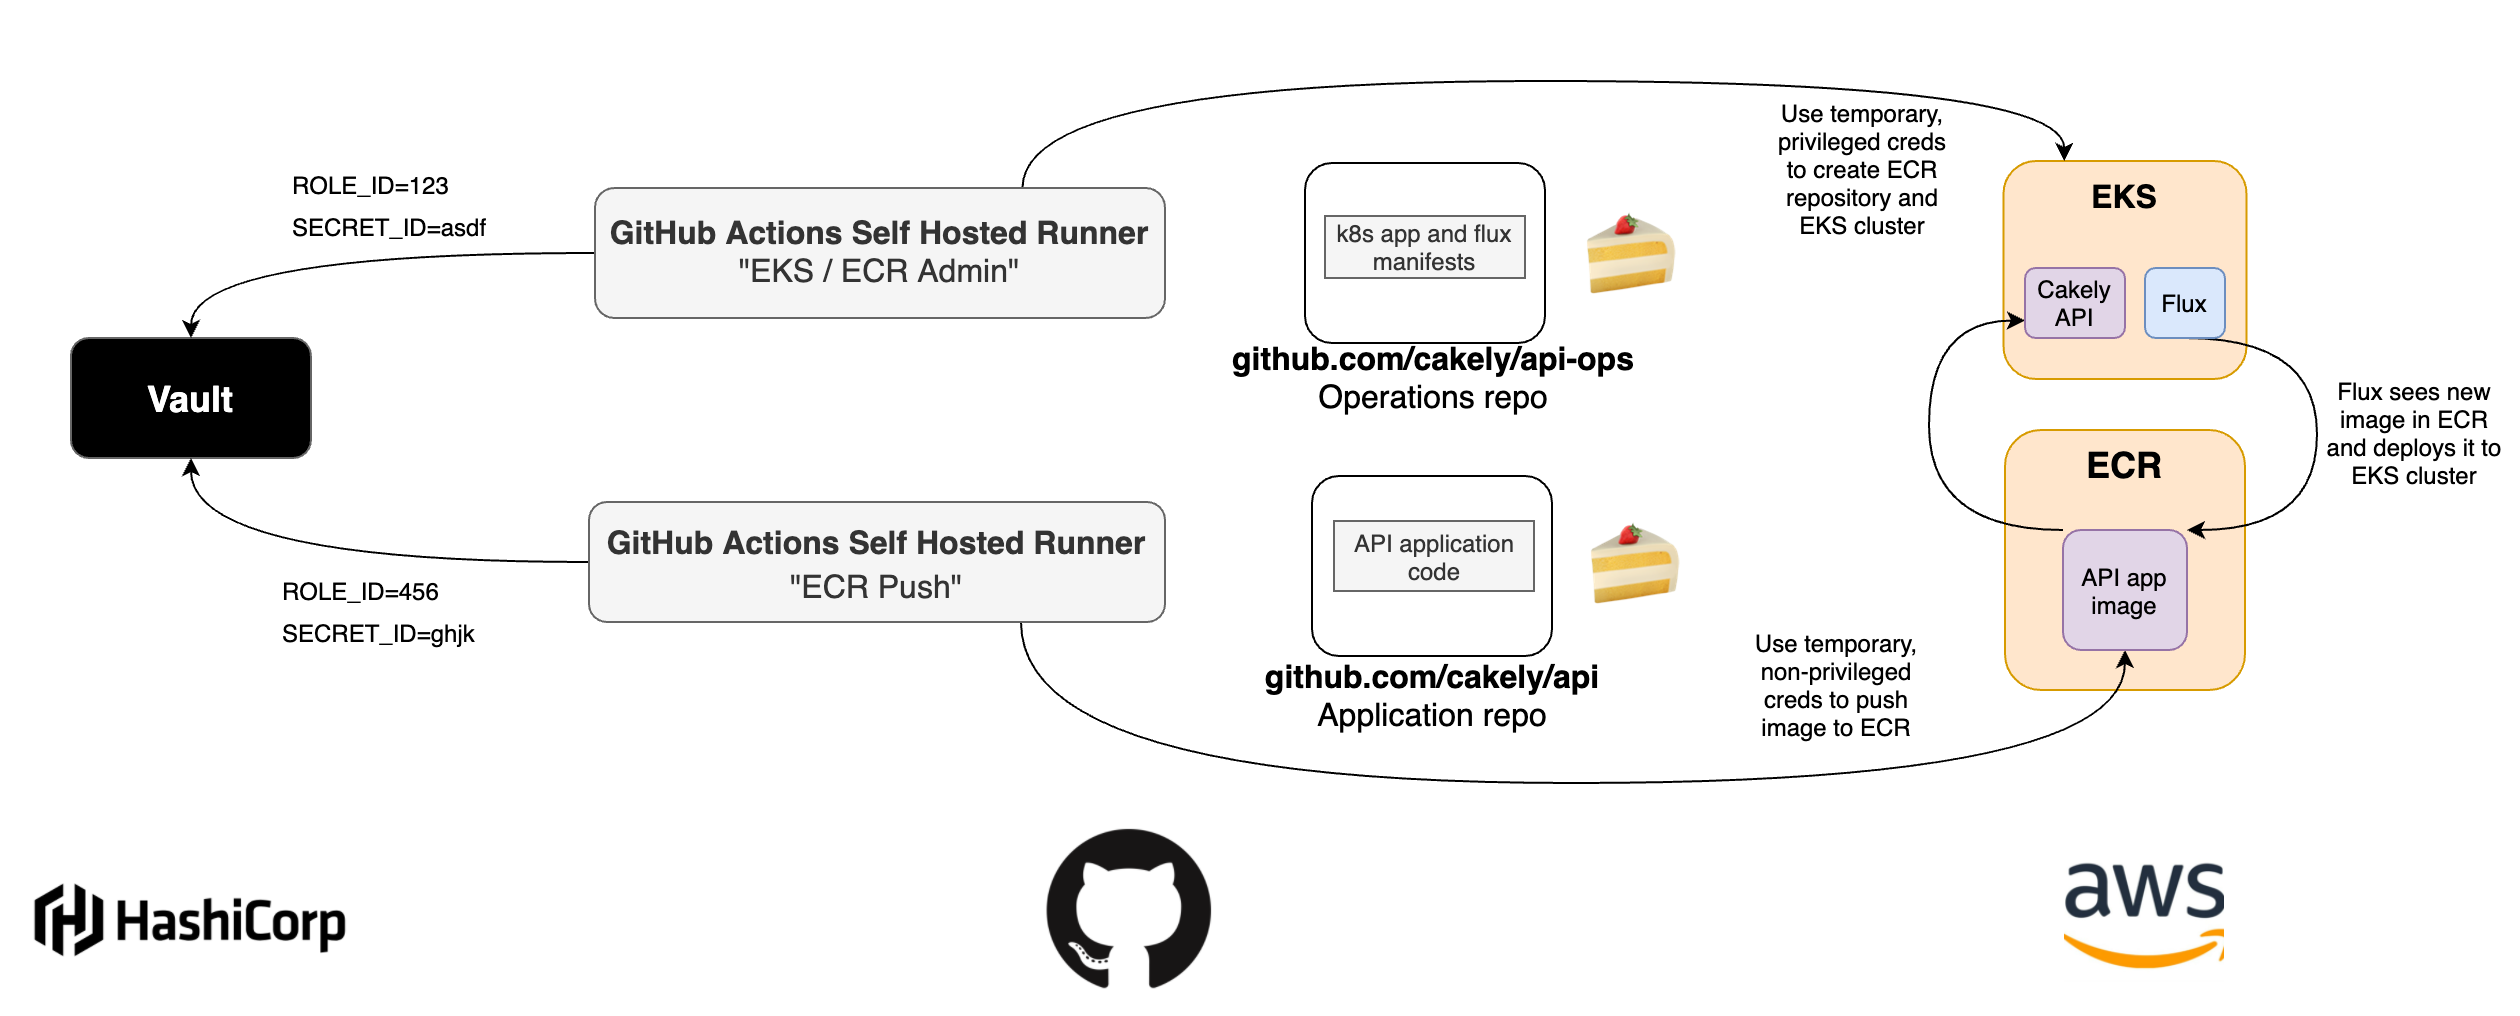 ROLE_ID=123
SECRET_ID=asdf
GitHub Actions Self Hosted Runner
"EKS / ECR Admin"
Vault
GitHub Actions Self Hosted Runner
"ECR Push"
ROLE_ID=456
SECRET_ID=ghjk
k8s app and flux
manifests
github.com/cakely/api-ops
Operations repo
API application
code
github.com/cakely/api
Application repo
Use temporary,
privileged creds
to create ECR
repository and
EKS cluster
EKS
Cakely
API
Flux
Flux sees new
image in ECR
and deploys it to
EKS cluster
ECR
API app
image
Use temporary,
non-privileged
creds to push
image to ECR
HashiCorp
aws